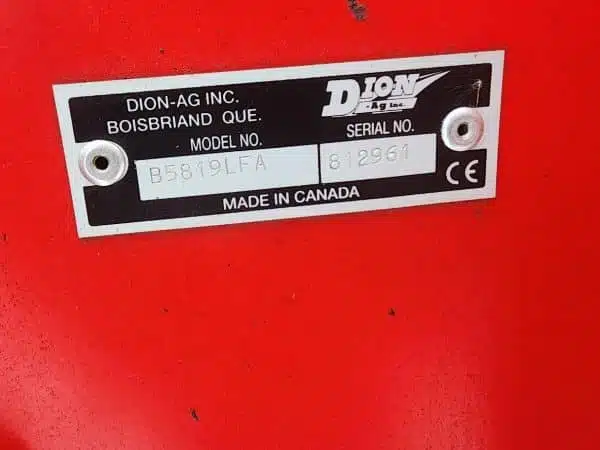 DION-AG INC.
BOISBRIAND QUE.
DION
-Ag Inc.
MODEL NO.
SERIAL NO.
B5819LFA
812961
CE
MADE IN CANADA